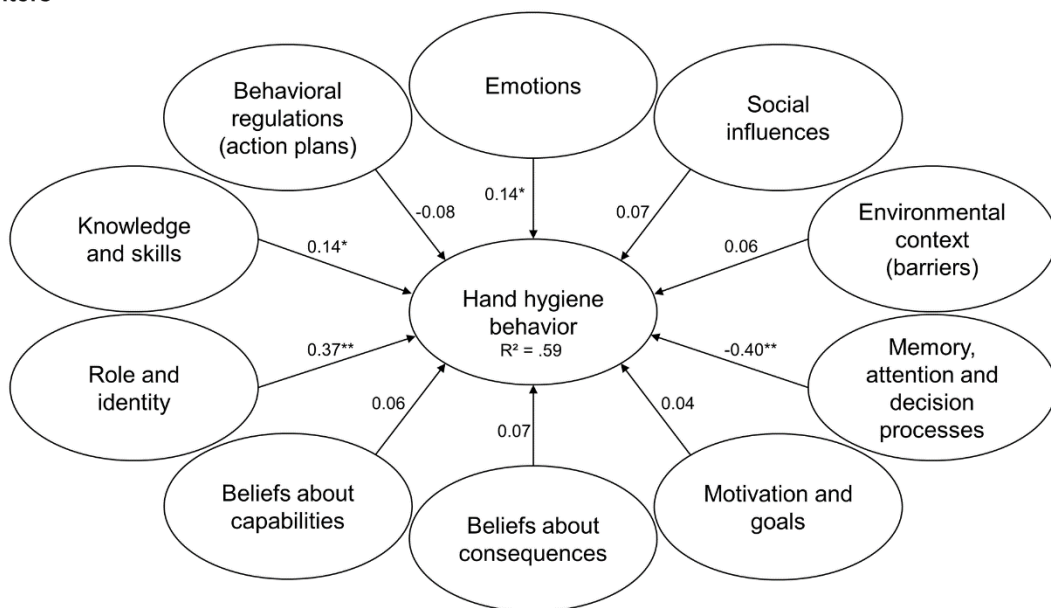 Emotions
Behavioral
regulations
(action plans)
Social
influences
0.14*
-0.08
0.07
Knowledge
and skills
Environmental
context
(barriers)
0.14*
0.06
Hand hygiene
behavior
R² = .59
Role and
identity
0.37**
-0.40**
Memory,
attention and
decision
processes
0.06
0.07
0.04
Beliefs about
capabilities
Beliefs about
consequences
Motivation and
goals